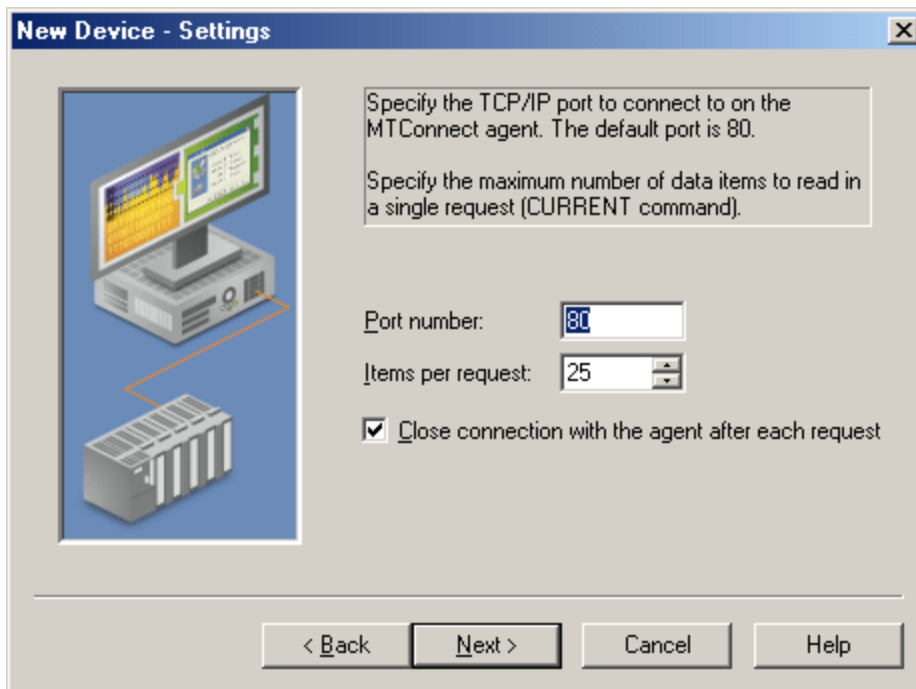 New Device - Settings
Specify the TCP/IP port to connect to on the
MTConnect agent. The default port is 80.
Specify the maximum number of data items to read in
a single request (CURRENT command).
Port number: 80
Items per request: 25
Close connection with the agent after each request
< Back Next > Cancel Help